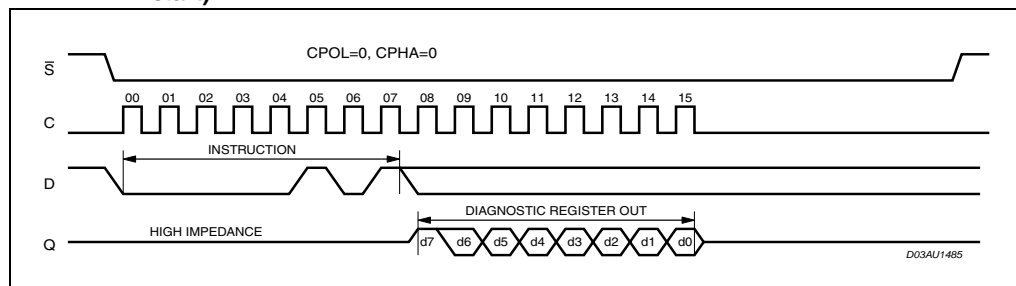 start)
CPOL=0, CPHA=0
S
00 01 02 03 04 05 06 07 08 09 10 11 12 13 14 15
C
INSTRUCTION
D
DIAGNOSTIC REGISTER OUT
HIGH IMPEDANCE
Q d7 d6 d5 d4 d3 d2 d1 d0
D03AU1485